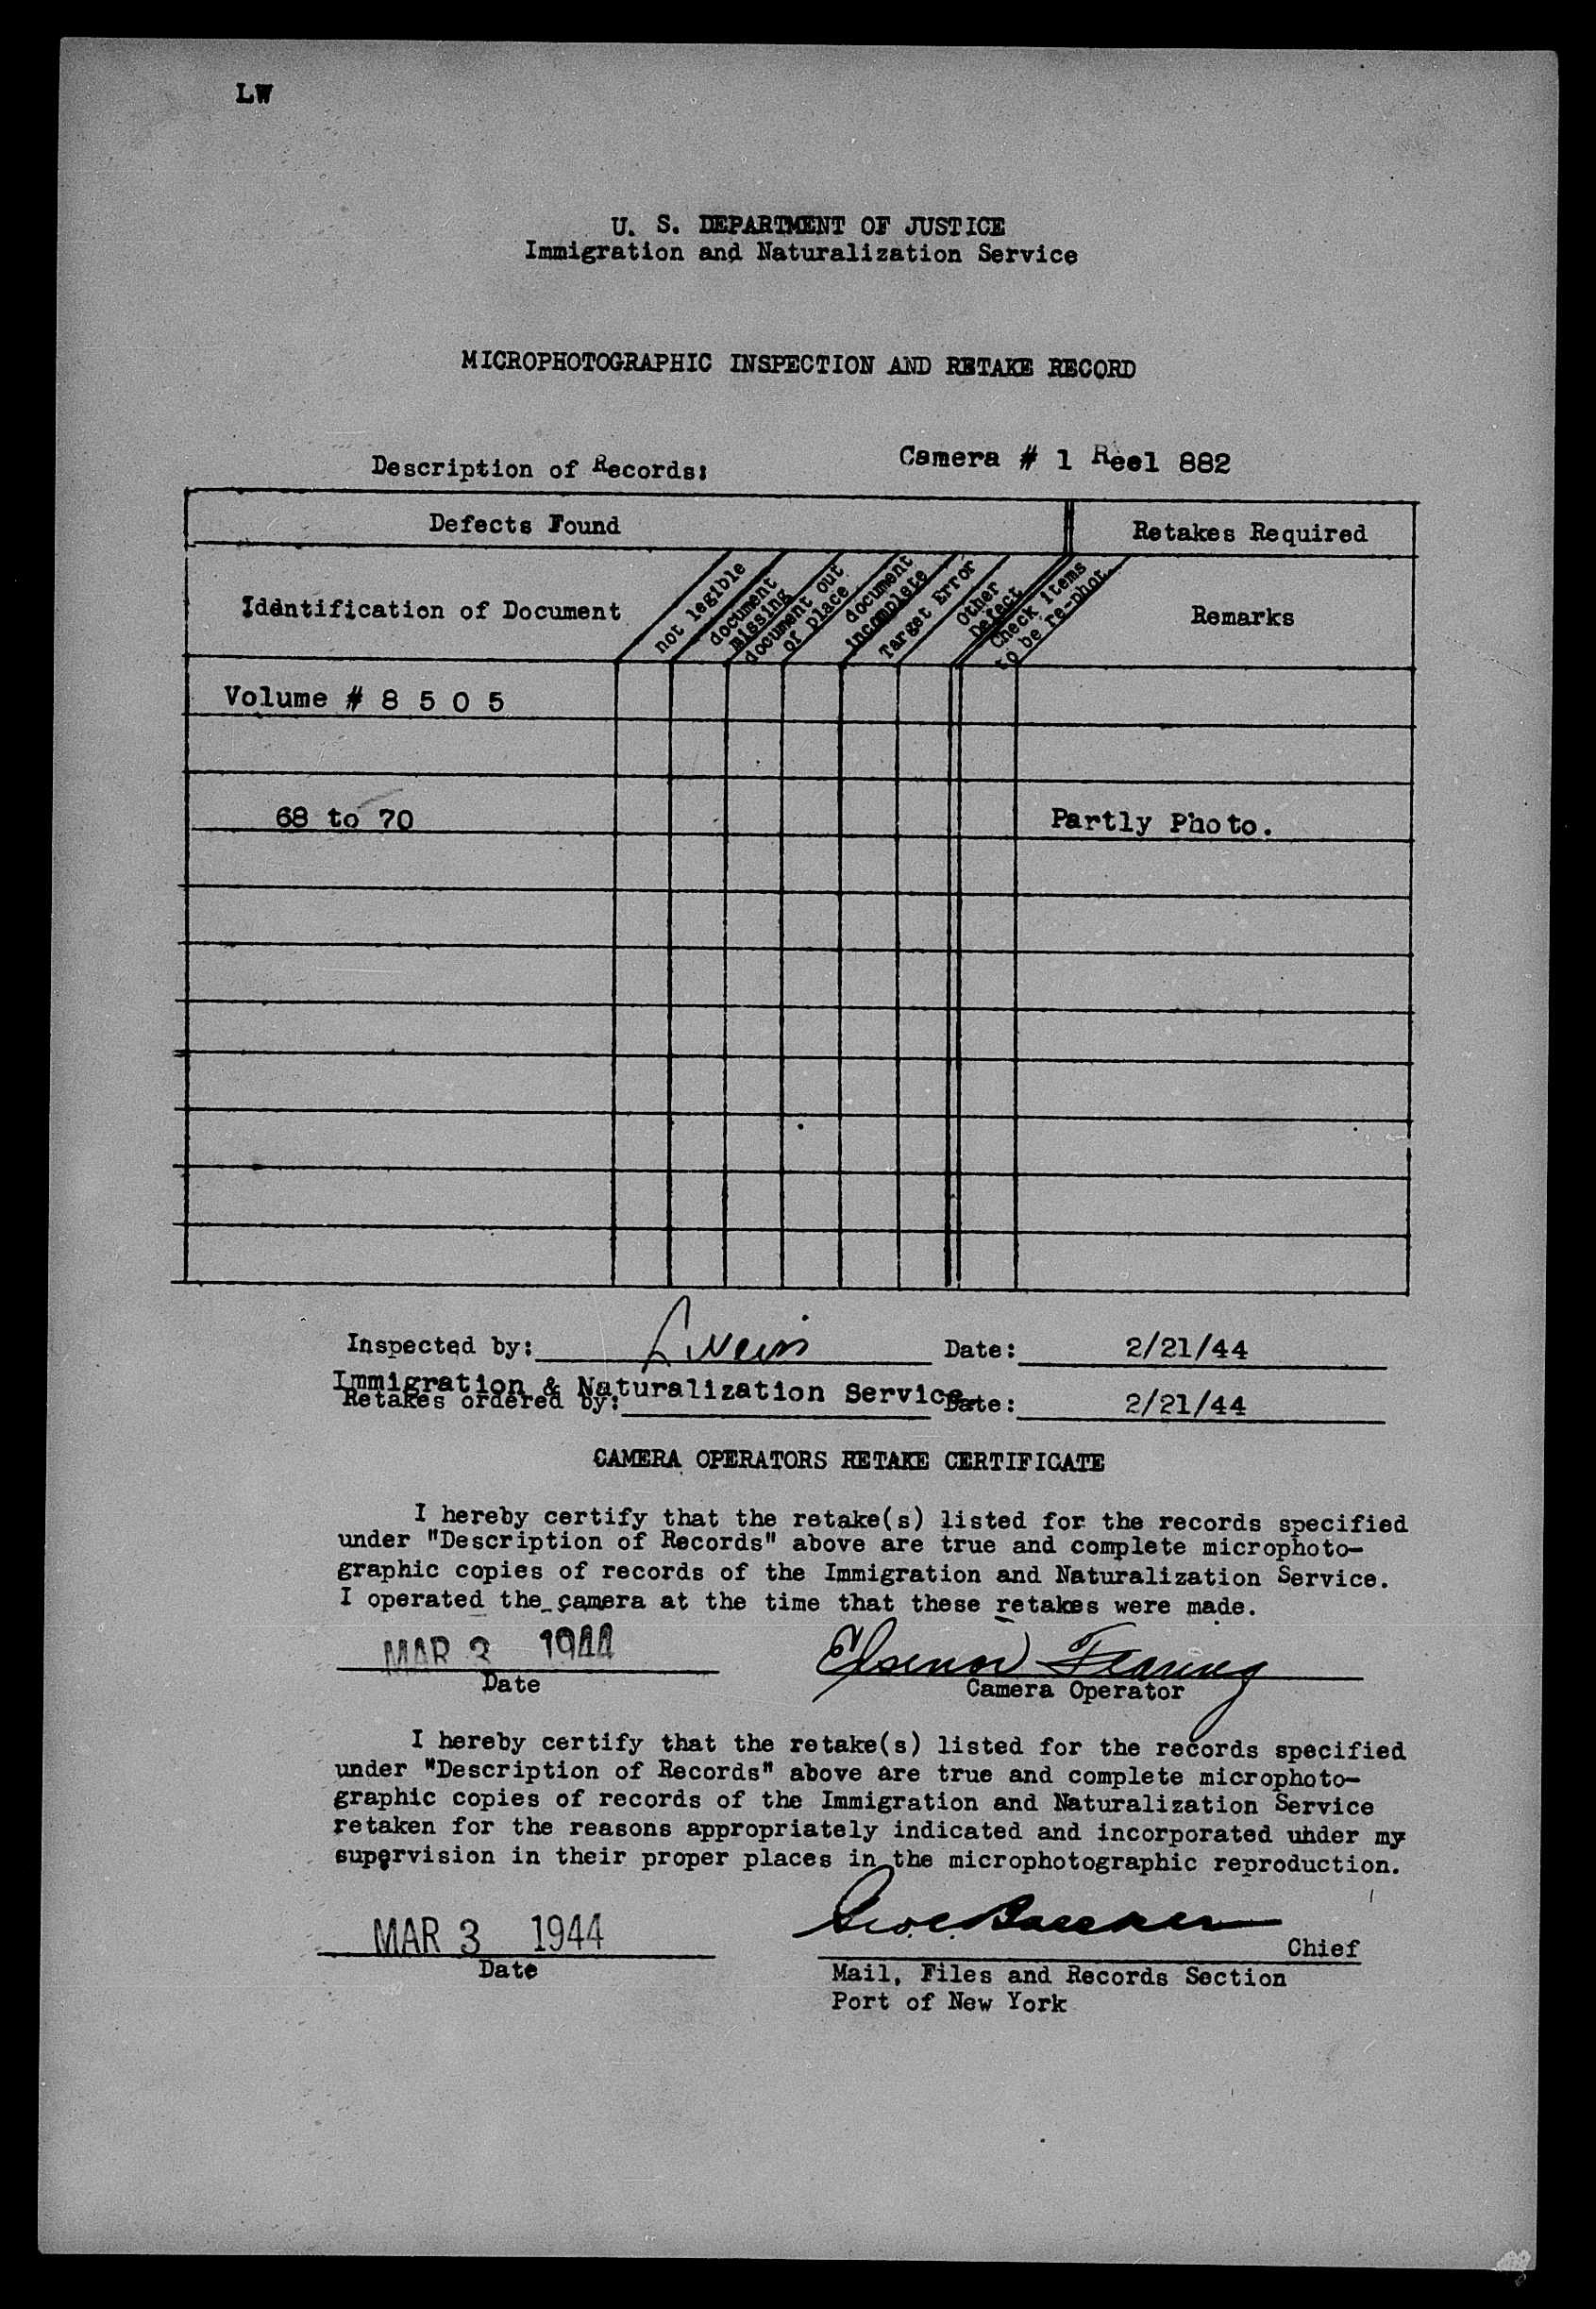 LW
U. S. DEPARTMENT OF JUSTICE
Immigration and Naturalization Service
MICROPHOTOGRAPHIC INSPECTION AND RETAKE RECORD
Description of Records:
Camera # 1 Reel 882
Defects Found
Retakes Required
Identification of Document
not legible
document missing
document out of place
document incomplete
Target Error
Other Defect
Check items to be re-phot.
Remarks
Volume # 8 5 0 5
68 to 70
Partly Photo.
Inspected by:
L Weiss
Date: 2/21/44
Immigration & Naturalization Service
Retakes ordered by:
Date: 2/21/44
CAMERA OPERATORS RETAKE CERTIFICATE
I hereby certify that the retake(s) listed for the records specified
under "Description of Records" above are true and complete microphoto-
graphic copies of records of the Immigration and Naturalization Service.
I operated the camera at the time that these retakes were made.
MAR 3 1944
Date
Camera Operator
I hereby certify that the retake(s) listed for the records specified
under "Description of Records" above are true and complete microphoto-
graphic copies of records of the Immigration and Naturalization Service
retaken for the reasons appropriately indicated and incorporated uhder my
supervision in their proper places in the microphotographic reproduction.
MAR 3 1944
Date
Chief
Mail, Files and Records Section
Port of New York